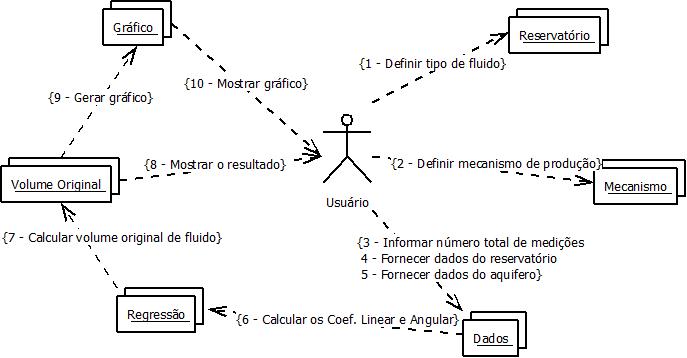 Gráfico
Reservatório
{1 - Definir tipo de fluido}
{10 - Mostrar gráfico}
{9 - Gerar gráfico}
{8 - Mostrar o resultado}
{2 - Definir mecanismo de produção}
Volume Original
Mecanismo
Usuário
{7 - Calcular volume original de fluido}
{3 - Informar número total de medições
4 - Fornecer dados do reservatório
5 - Fornecer dados do aquifero}
Regressão
{6 - Calcular os Coef. Linear e Angular}
Dados